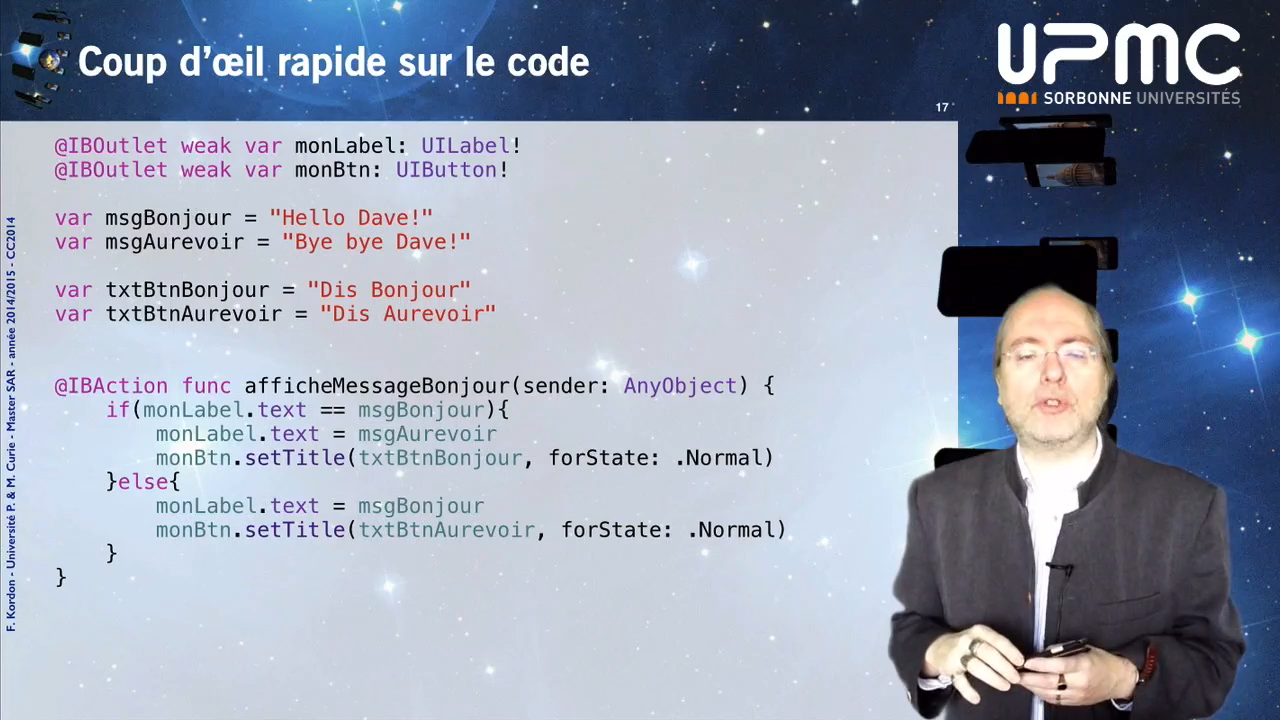 Coup d'œil rapide sur le code
UPMC
SORBONNE UNIVERSITÉS
17
@IBOutlet weak var monLabel: UILabel!
@IBOutlet weak var monBtn: UIButton!
var msgBonjour = "Hello Dave!"
var msgAurevoir = "Bye bye Dave!"
var txtBtnBonjour = "Dis Bonjour"
var txtBtnAurevoir = "Dis Aurevoir"
@IBAction func afficheMessageBonjour(sender: AnyObject) {
if(monLabel.text == msgBonjour){
monLabel.text = msgAurevoir
monBtn.setTitle(txtBtnBonjour, forState: .Normal)
}else{
monLabel.text = msgBonjour
monBtn.setTitle(txtBtnAurevoir, forState: .Normal)
}
}
F. Kordon - Université P. & M. Curie - Master SAR - année 2014/2015 - CC2014